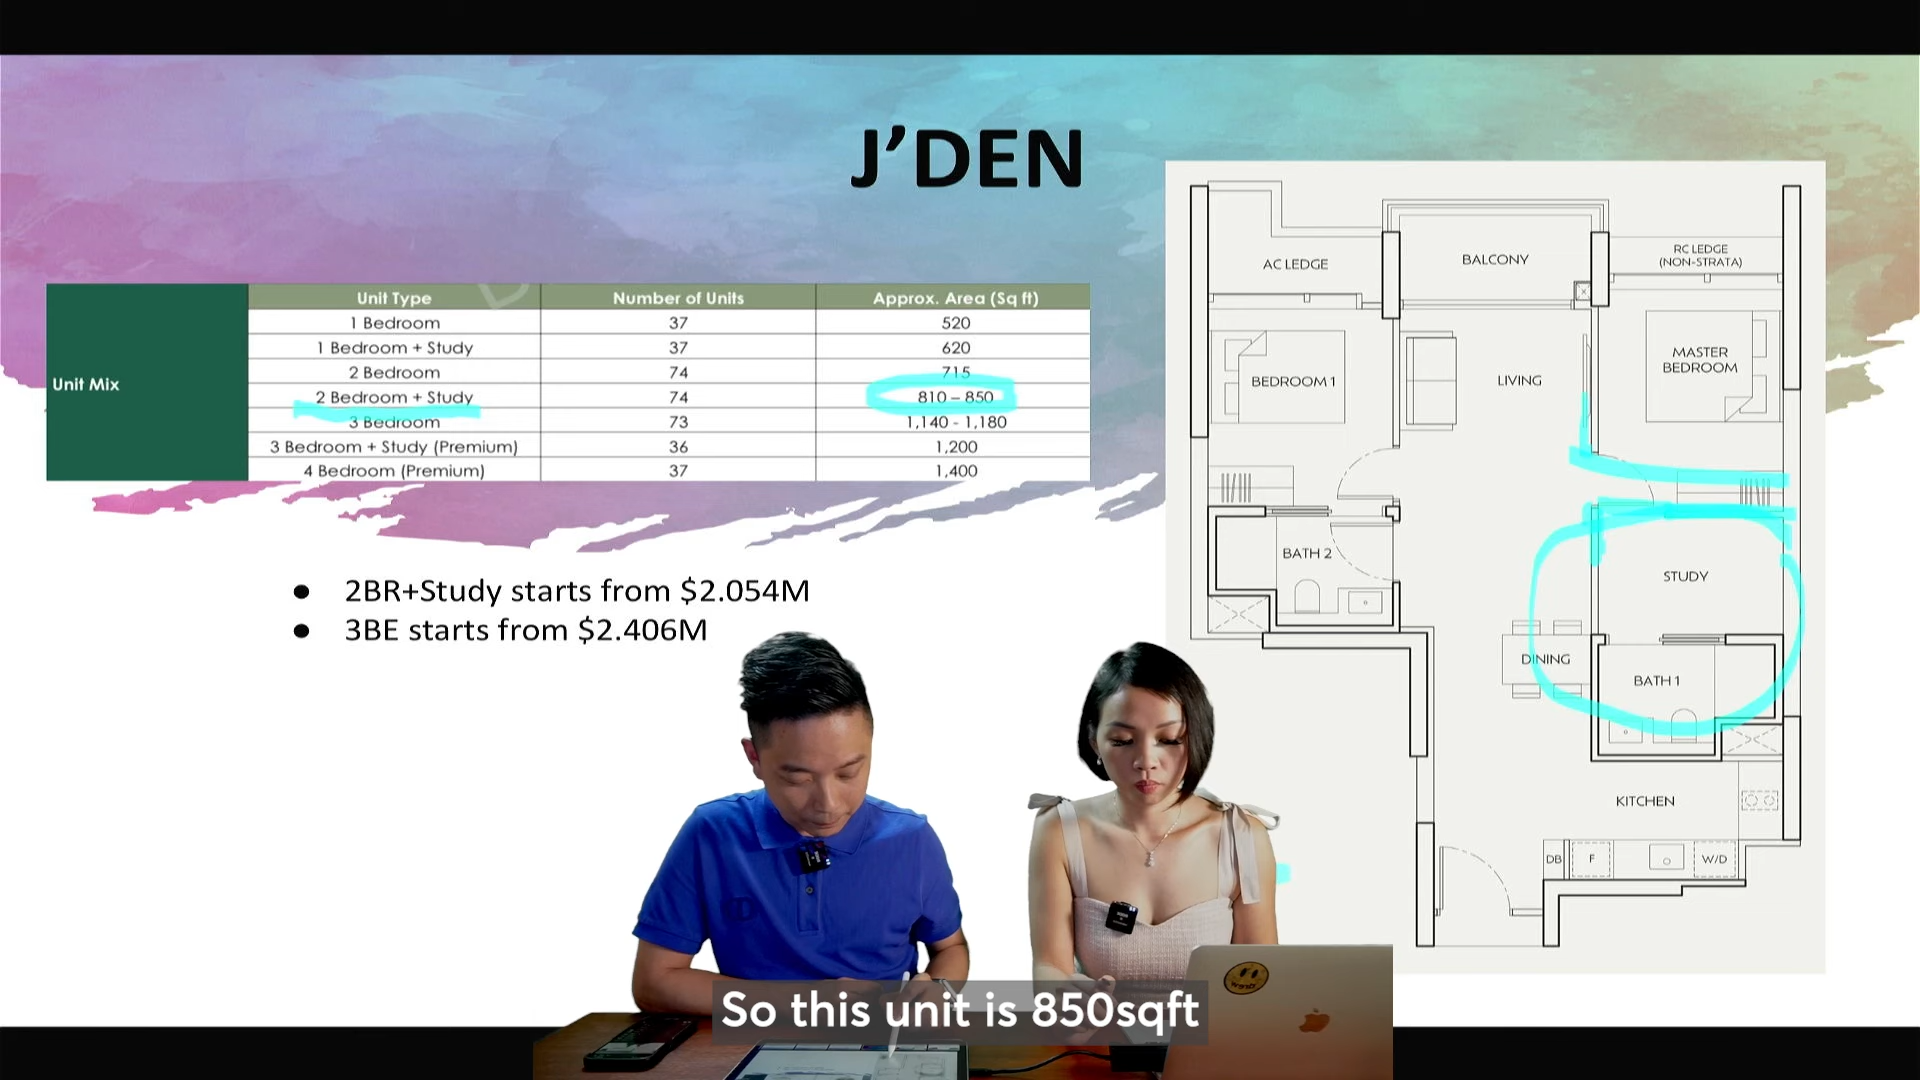 J'DEN
Unit Mix
Unit Type Number of Units Approx. Area (Sq ft)
1 Bedroom 37 520
1 Bedroom + Study 37 620
2 Bedroom 74 715
2 Bedroom + Study 74 810 – 850
3 Bedroom 73 1,140 - 1,180
3 Bedroom + Study (Premium) 36 1,200
4 Bedroom (Premium) 37 1,400
● 2BR+Study starts from $2.054M
● 3BE starts from $2.406M
AC LEDGE
BALCONY
RC LEDGE
(NON-STRATA)
BEDROOM 1
LIVING
MASTER
BEDROOM
BATH 2
STUDY
DINING
BATH 1
KITCHEN
DB
F
W/D
So this unit is 850sqft